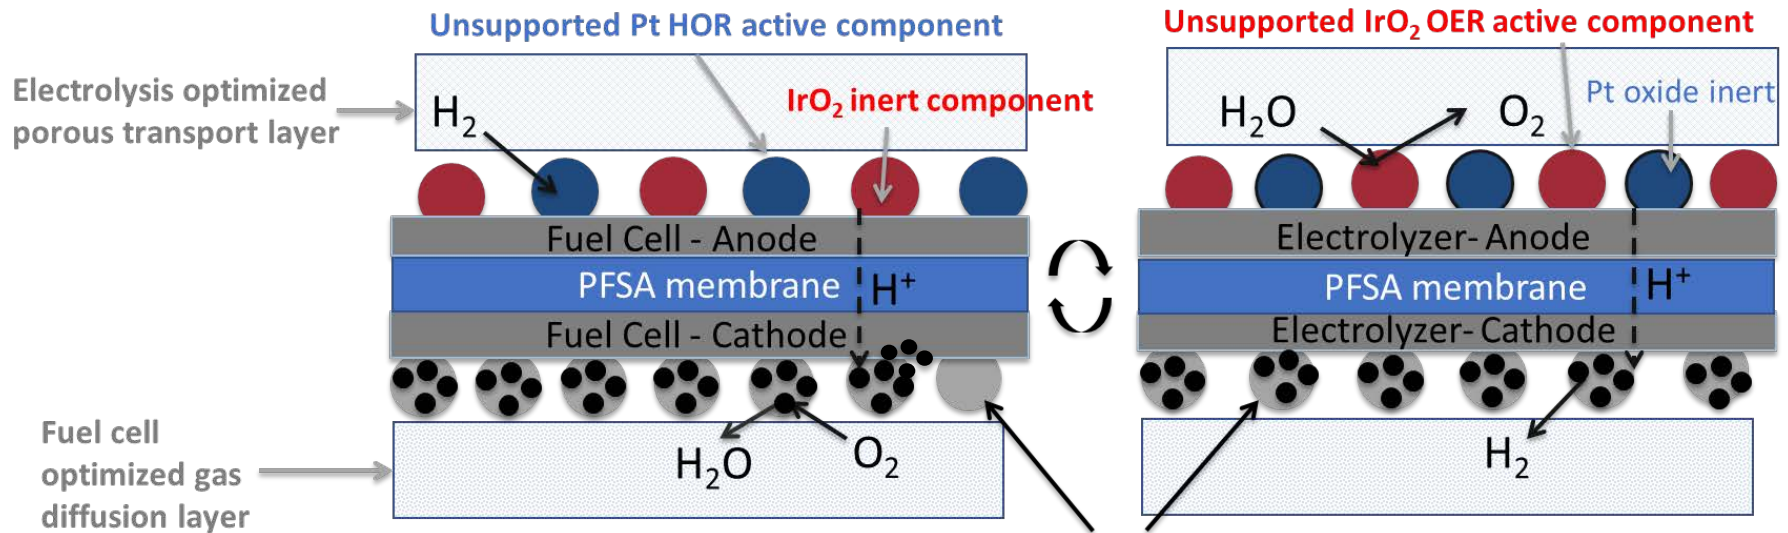 Unsupported Pt HOR active component
Unsupported IrO₂ OER active component
Electrolysis optimized
porous transport layer
H₂
IrO₂ inert component
H₂O
O₂
Pt oxide inert
Fuel Cell - Anode
PFSA membrane
H⁺
Fuel Cell - Cathode
Electrolyzer- Anode
PFSA membrane
H⁺
Electrolyzer- Cathode
Fuel cell
optimized gas
diffusion layer
H₂O
O₂
H₂